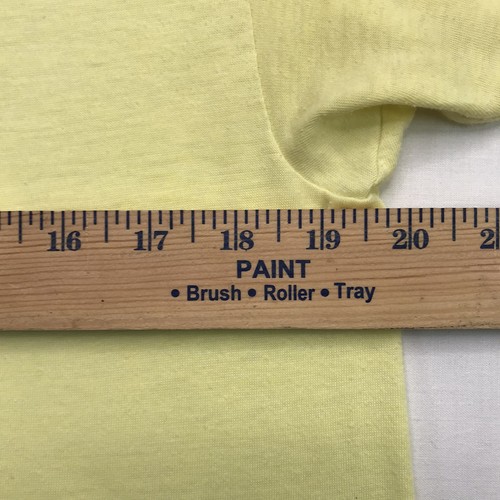 16 17 18 19 20 2
PAINT
• Brush • Roller • Tray